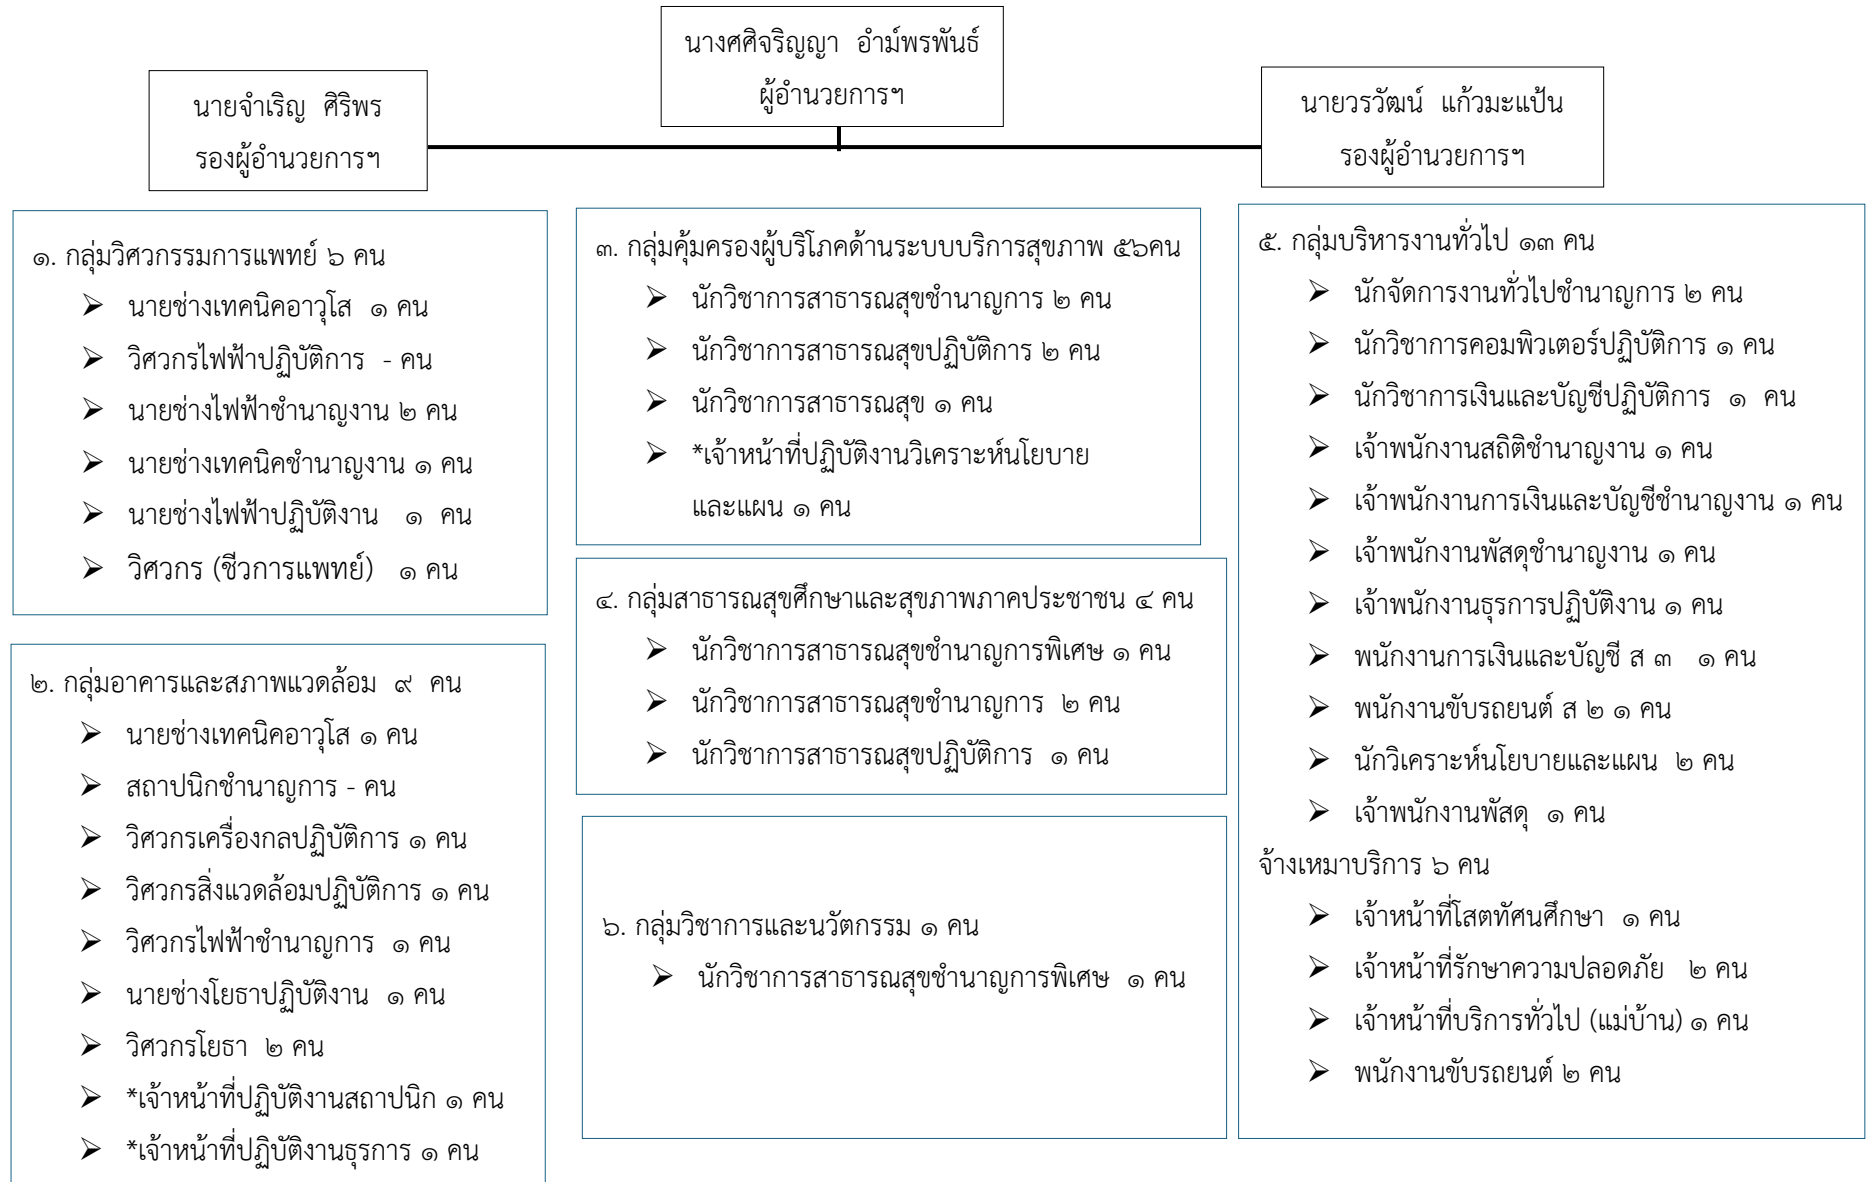 นางศศิจริญญา อำม์พรพันธ์
ผู้อำนวยการฯ
นายจำเริญ ศิริพร
รองผู้อำนวยการฯ
นายวรวัฒน์ แก้วมะแป้น
รองผู้อำนวยการฯ
๑. กลุ่มวิศวกรรมการแพทย์ ๖ คน
➢ นายช่างเทคนิคอาวุโส ๑ คน
➢ วิศวกรไฟฟ้าปฏิบัติการ - คน
➢ นายช่างไฟฟ้าชำนาญงาน ๒ คน
➢ นายช่างเทคนิคชำนาญงาน ๑ คน
➢ นายช่างไฟฟ้าปฏิบัติงาน ๑ คน
➢ วิศวกร (ชีวการแพทย์) ๑ คน
๒. กลุ่มอาคารและสภาพแวดล้อม ๙ คน
➢ นายช่างเทคนิคอาวุโส ๑ คน
➢ สถาปนิกชำนาญการ - คน
➢ วิศวกรเครื่องกลปฏิบัติการ ๑ คน
➢ วิศวกรสิ่งแวดล้อมปฏิบัติการ ๑ คน
➢ วิศวกรไฟฟ้าชำนาญการ ๑ คน
➢ นายช่างโยธาปฏิบัติงาน ๑ คน
➢ วิศวกรโยธา ๒ คน
➢ *เจ้าหน้าที่ปฏิบัติงานสถาปนิก ๑ คน
➢ *เจ้าหน้าที่ปฏิบัติงานธุรการ ๑ คน
๓. กลุ่มคุ้มครองผู้บริโภคด้านระบบบริการสุขภาพ ๕๖คน
➢ นักวิชาการสาธารณสุขชำนาญการ ๒ คน
➢ นักวิชาการสาธารณสุขปฏิบัติการ ๒ คน
➢ นักวิชาการสาธารณสุข ๑ คน
➢ *เจ้าหน้าที่ปฏิบัติงานวิเคราะห์นโยบาย
และแผน ๑ คน
๔. กลุ่มสาธารณสุขศึกษาและสุขภาพภาคประชาชน ๔ คน
➢ นักวิชาการสาธารณสุขชำนาญการพิเศษ ๑ คน
➢ นักวิชาการสาธารณสุขชำนาญการ ๒ คน
➢ นักวิชาการสาธารณสุขปฏิบัติการ ๑ คน
๖. กลุ่มวิชาการและนวัตกรรม ๑ คน
➢ นักวิชาการสาธารณสุขชำนาญการพิเศษ ๑ คน
๕. กลุ่มบริหารงานทั่วไป ๑๓ คน
➢ นักจัดการงานทั่วไปชำนาญการ ๒ คน
➢ นักวิชาการคอมพิวเตอร์ปฏิบัติการ ๑ คน
➢ นักวิชาการเงินและบัญชีปฏิบัติการ ๑ คน
➢ เจ้าพนักงานสถิติชำนาญงาน ๑ คน
➢ เจ้าพนักงานการเงินและบัญชีชำนาญงาน ๑ คน
➢ เจ้าพนักงานพัสดุชำนาญงาน ๑ คน
➢ เจ้าพนักงานธุรการปฏิบัติงาน ๑ คน
➢ พนักงานการเงินและบัญชี ส ๓ ๑ คน
➢ พนักงานขับรถยนต์ ส ๒ ๑ คน
➢ นักวิเคราะห์นโยบายและแผน ๒ คน
➢ เจ้าพนักงานพัสดุ ๑ คน
จ้างเหมาบริการ ๖ คน
➢ เจ้าหน้าที่โสตทัศนศึกษา ๑ คน
➢ เจ้าหน้าที่รักษาความปลอดภัย ๒ คน
➢ เจ้าหน้าที่บริการทั่วไป (แม่บ้าน) ๑ คน
➢ พนักงานขับรถยนต์ ๒ คน